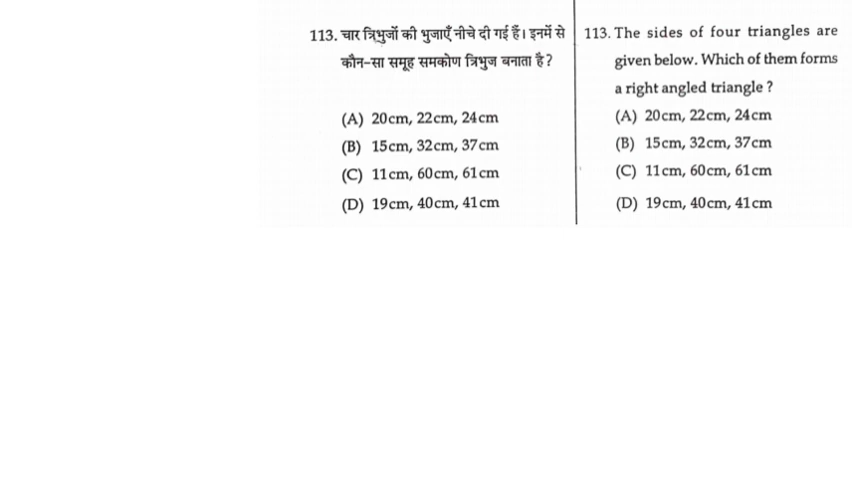 113. चार त्रिभुजों की भुजाएँ नीचे दी गई हैं। इनमें से
कौन-सा समूह समकोण त्रिभुज बनाता है?
(A) 20cm, 22cm, 24cm
(B) 15cm, 32cm, 37cm
(C) 11cm, 60cm, 61cm
(D) 19cm, 40cm, 41cm
113. The sides of four triangles are
given below. Which of them forms
a right angled triangle ?
(A) 20cm, 22cm, 24cm
(B) 15cm, 32cm, 37cm
(C) 11cm, 60cm, 61cm
(D) 19cm, 40cm, 41cm